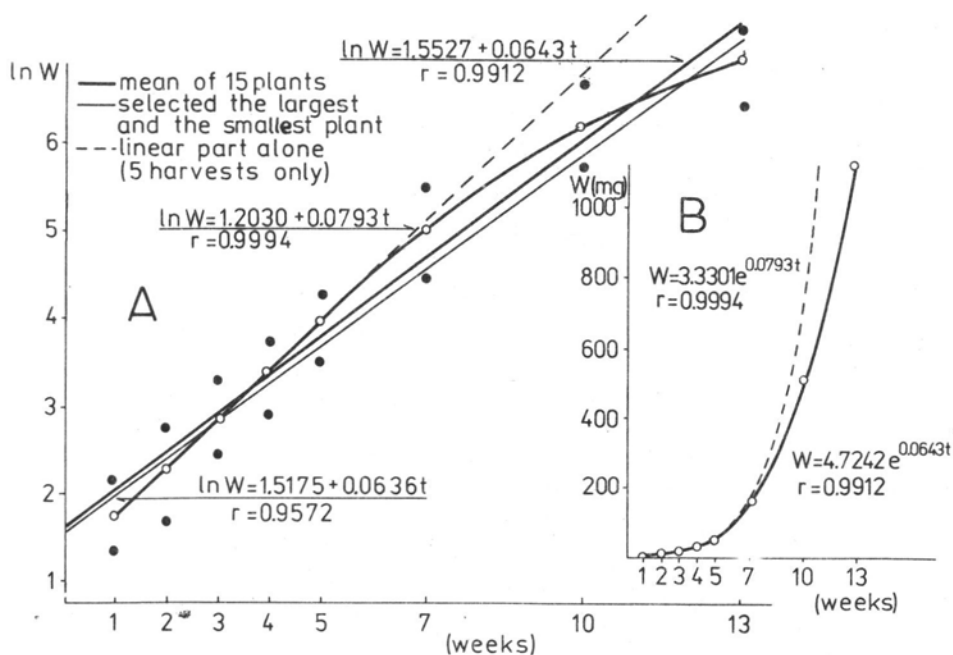 ln W
mean of 15 plants
selected the largest
and the smallest plant
linear part alone
(5 harvests only)
ln W=1.5527+0.0643t
r=0.9912
ln W=1.2030+0.0793t
r=0.9994
ln W=1.5175+0.0636t
r=0.9572
A
6
5
4
3
2
1
1 2 3 4 5 7 10 13
(weeks)
W(mg)
B
1000
800
600
400
200
W=3.3301e^0.0793t
r=0.9994
W=4.7242e^0.0643t
r=0.9912
1 2 3 4 5 7 10 13
(weeks)